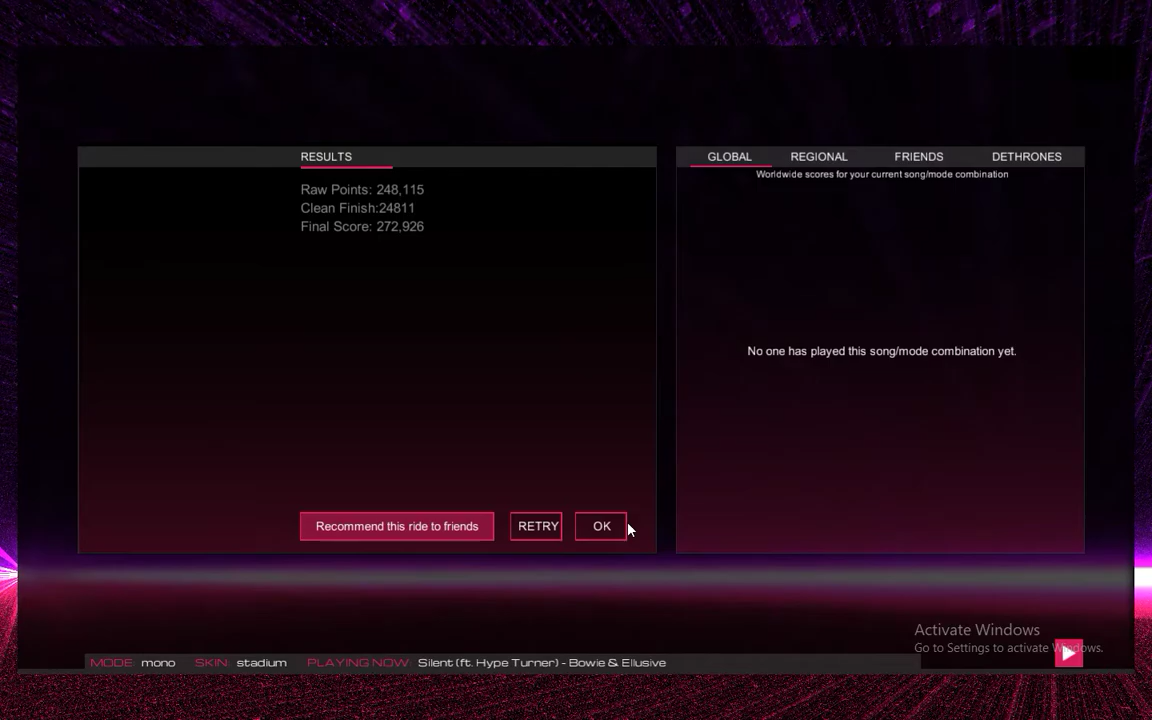 RESULTS
Raw Points: 248,115
Clean Finish:24811
Final Score: 272,926
Recommend this ride to friends
RETRY
OK
GLOBAL REGIONAL FRIENDS DETHRONES
Worldwide scores for your current song/mode combination
No one has played this song/mode combination yet.
Activate Windows
Go to Settings to activate Windows.
MODE: mono SKIN: stadium PLAYING NOW: Silent (ft. Hype Turner) - Bowie & Ellusive